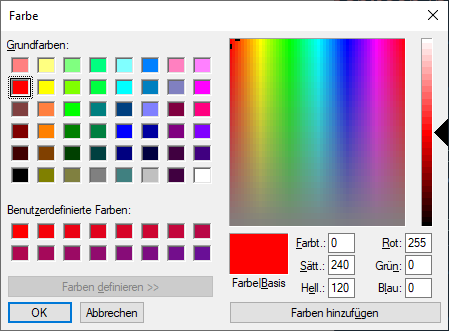 Farbe
Grundfarben:
Benutzerdefinierte Farben:
Farben definieren >>
OK
Abbrechen
Farbe|Basis
Farbt.: 0
Sätt.: 240
Hell.: 120
Rot: 255
Grün: 0
Blau: 0
Farben hinzufügen